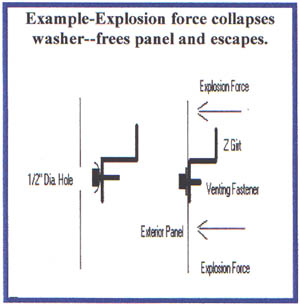 Example-Explosion force collapses
washer--frees panel and escapes.
Explosion Force
Z Girt
1/2" Dia. Hole
Venting Fastener
Exterior Panel
Explosion Force